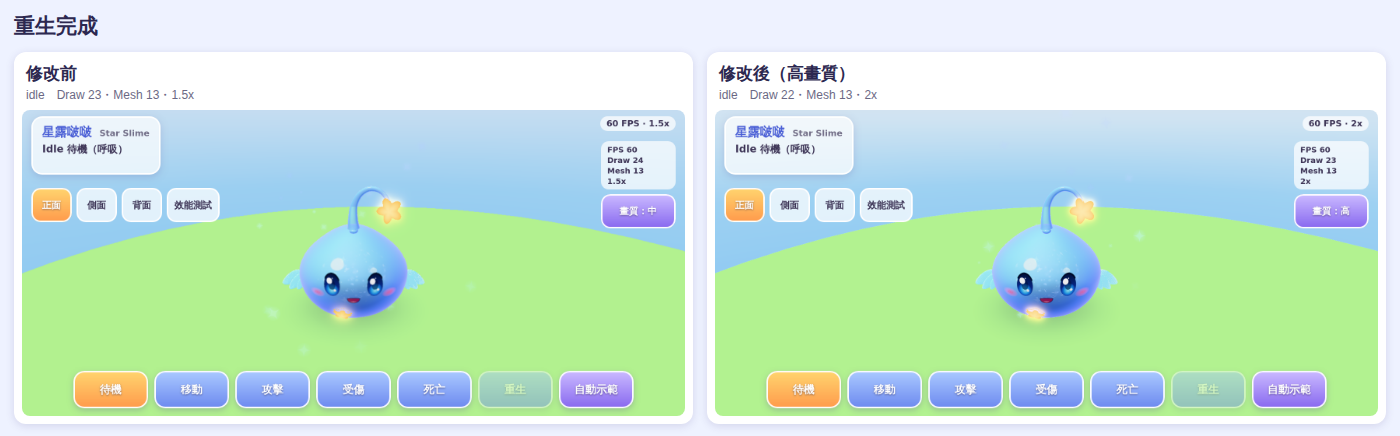 重生完成
修改前
idle Draw 23・Mesh 13・1.5x
星露啵啵 Star Slime
Idle 待機（呼吸）
60 FPS · 1.5x
FPS 60
Draw 24
Mesh 13
1.5x
正面 側面 背面 效能測試
畫質：中
待機 移動 攻擊 受傷 死亡 重生 自動示範
修改後（高畫質）
idle Draw 22・Mesh 13・2x
星露啵啵 Star Slime
Idle 待機（呼吸）
60 FPS · 2x
FPS 60
Draw 23
Mesh 13
2x
正面 側面 背面 效能測試
畫質：高
待機 移動 攻擊 受傷 死亡 重生 自動示範